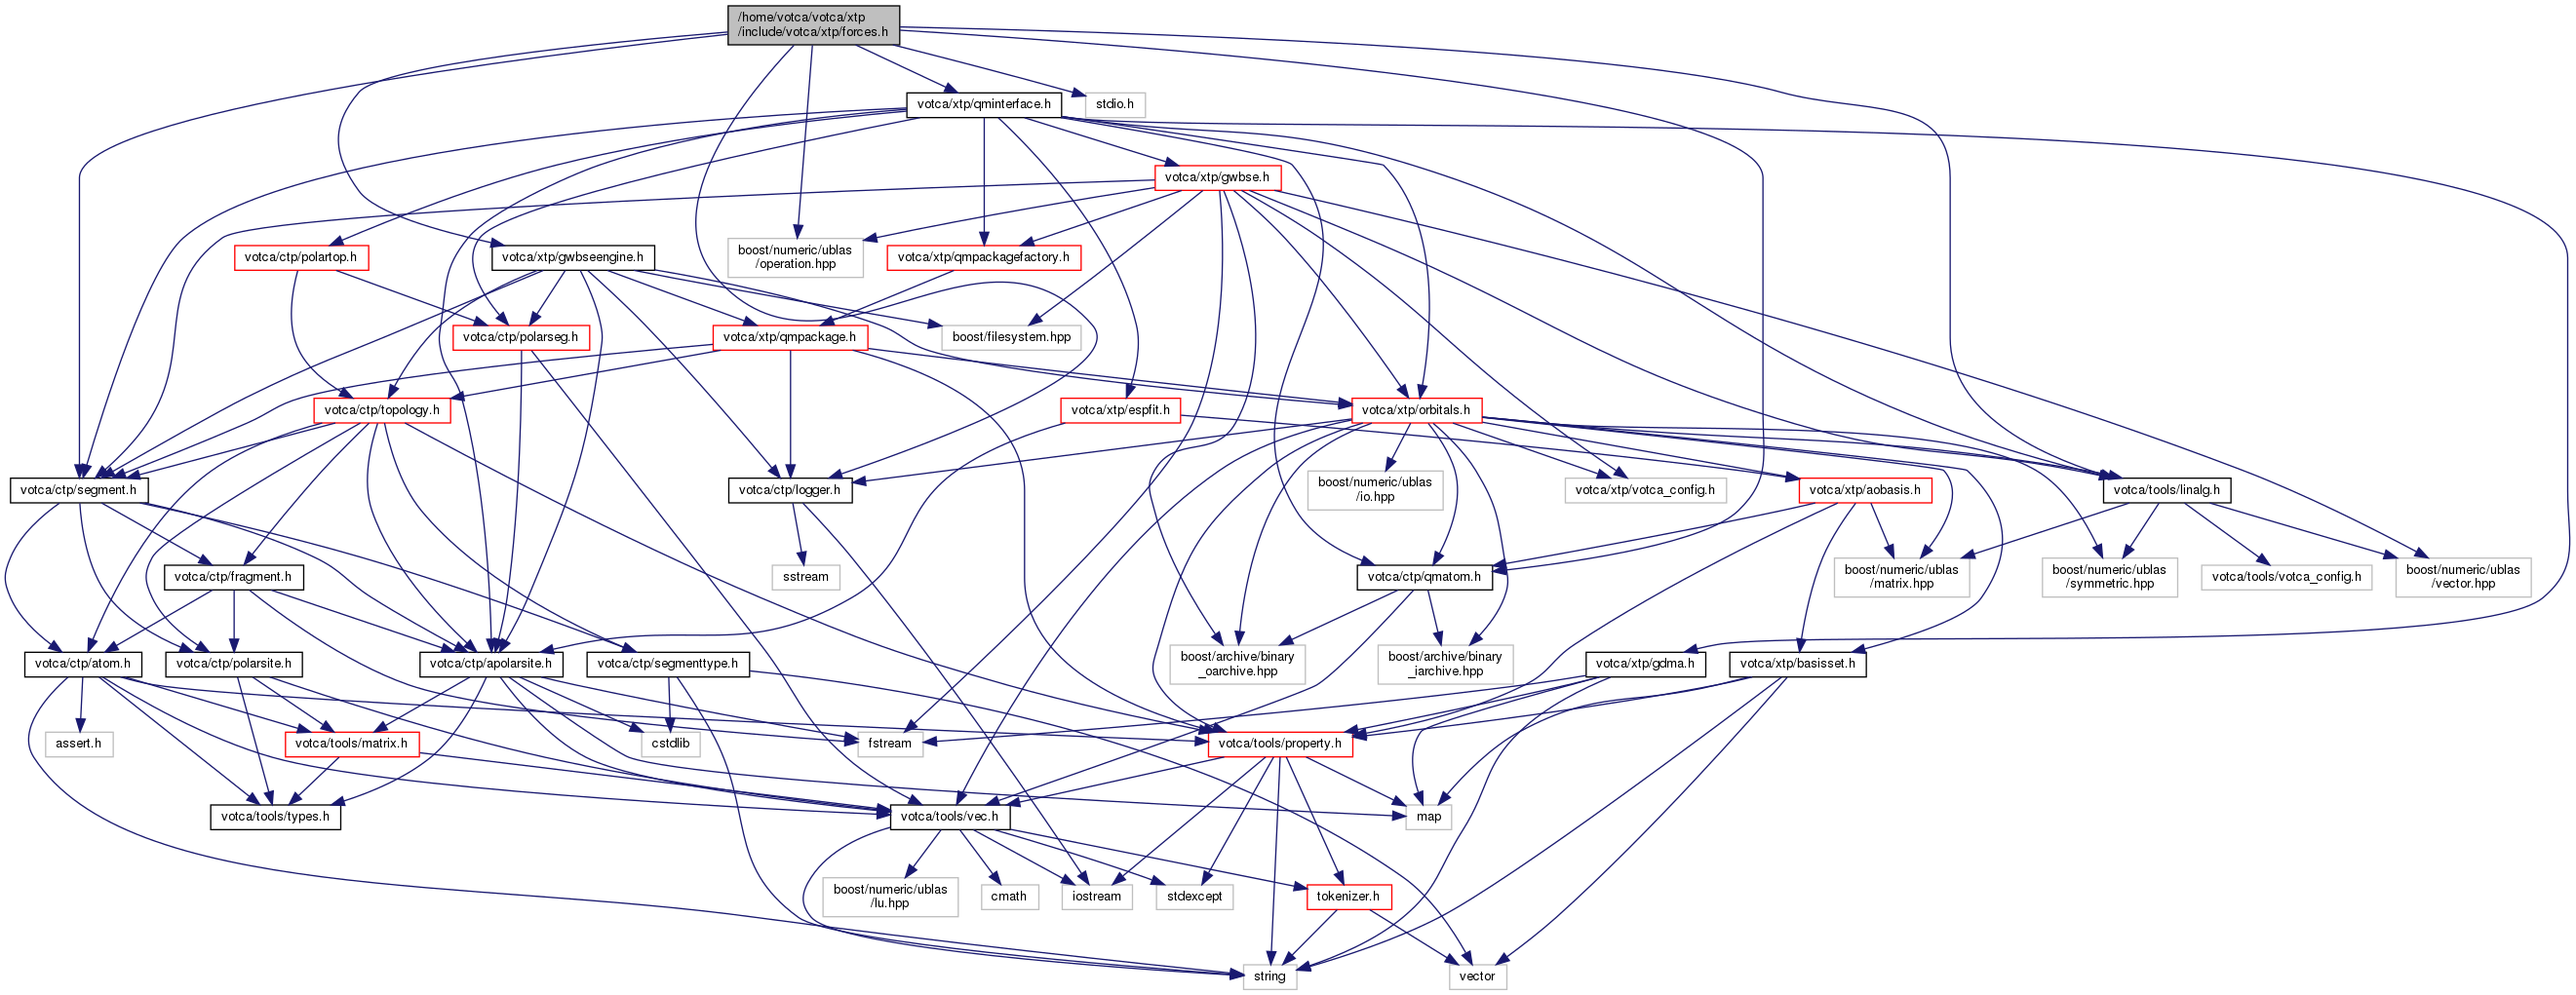 /home/votca/votca/xtp
/include/votca/xtp/forces.h
votca/xtp/qminterface.h
stdio.h
votca/xtp/gwbse.h
votca/ctp/polartop.h
votca/xtp/gwbseengine.h
boost/numeric/ublas
/operation.hpp
votca/xtp/qmpackagefactory.h
votca/ctp/polarseg.h
votca/xtp/qmpackage.h
boost/filesystem.hpp
votca/ctp/topology.h
votca/xtp/espfit.h
votca/xtp/orbitals.h
votca/ctp/segment.h
votca/ctp/logger.h
boost/numeric/ublas
/io.hpp
votca/xtp/votca_config.h
votca/xtp/aobasis.h
votca/tools/linalg.h
votca/ctp/fragment.h
sstream
votca/ctp/qmatom.h
boost/numeric/ublas
/matrix.hpp
boost/numeric/ublas
/symmetric.hpp
votca/tools/votca_config.h
boost/numeric/ublas
/vector.hpp
votca/ctp/atom.h
votca/ctp/polarsite.h
votca/ctp/apolarsite.h
votca/ctp/segmenttype.h
boost/archive/binary
_oarchive.hpp
boost/archive/binary
_iarchive.hpp
votca/xtp/gdma.h
votca/xtp/basisset.h
assert.h
votca/tools/matrix.h
cstdlib
fstream
votca/tools/property.h
votca/tools/types.h
votca/tools/vec.h
map
boost/numeric/ublas
/lu.hpp
cmath
iostream
stdexcept
tokenizer.h
string
vector